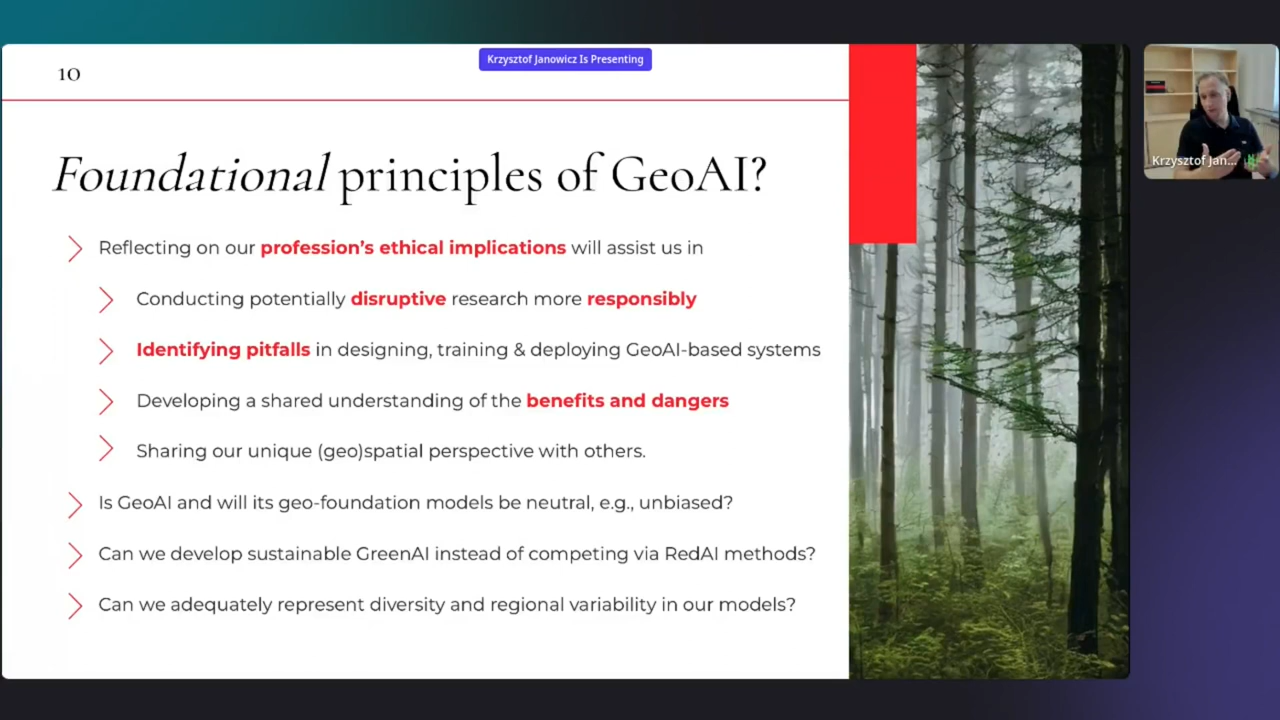 Krzysztof Janowicz Is Presenting
10
Foundational principles of GeoAI?
Reflecting on our profession's ethical implications will assist us in
Conducting potentially disruptive research more responsibly
Identifying pitfalls in designing, training & deploying GeoAI-based systems
Developing a shared understanding of the benefits and dangers
Sharing our unique (geo)spatial perspective with others.
Is GeoAI and will its geo-foundation models be neutral, e.g., unbiased?
Can we develop sustainable GreenAI instead of competing via RedAI methods?
Can we adequately represent diversity and regional variability in our models?
Krzysztof Jan...